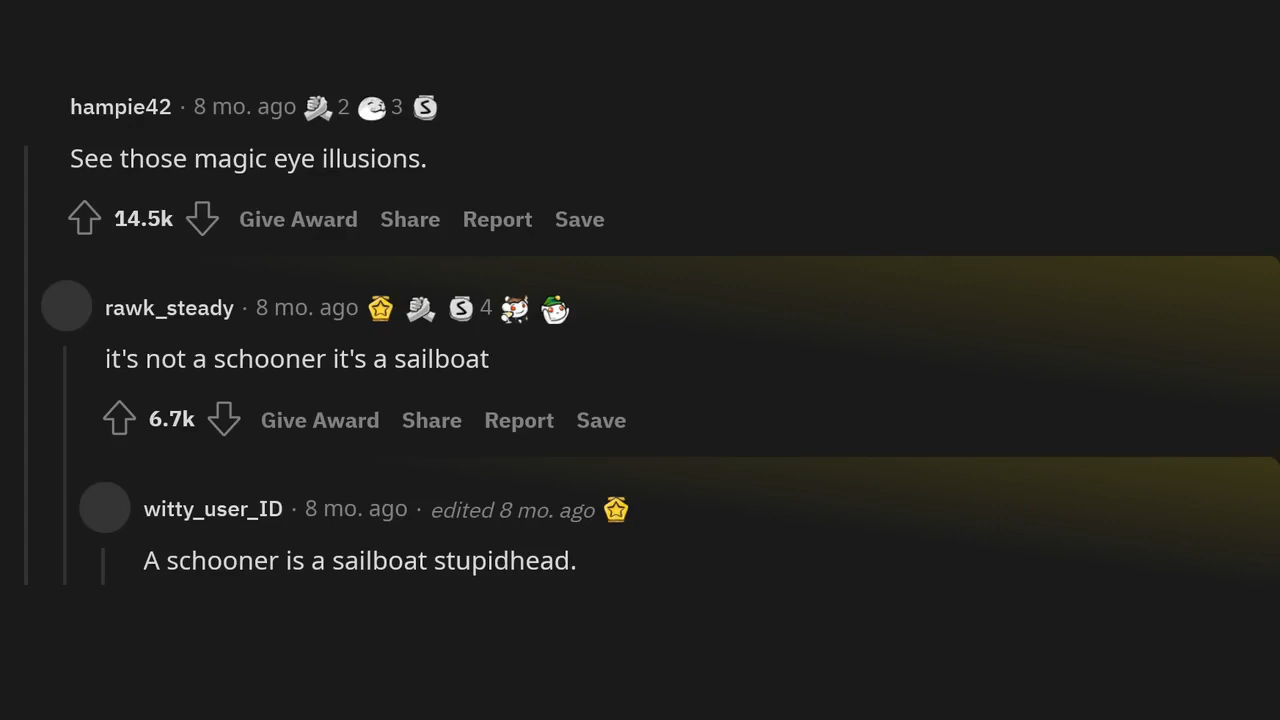 hampie42 · 8 mo. ago 2 3
See those magic eye illusions.
14.5k Give Award Share Report Save
rawk_steady · 8 mo. ago 4
it's not a schooner it's a sailboat
6.7k Give Award Share Report Save
witty_user_ID · 8 mo. ago · edited 8 mo. ago
A schooner is a sailboat stupidhead.